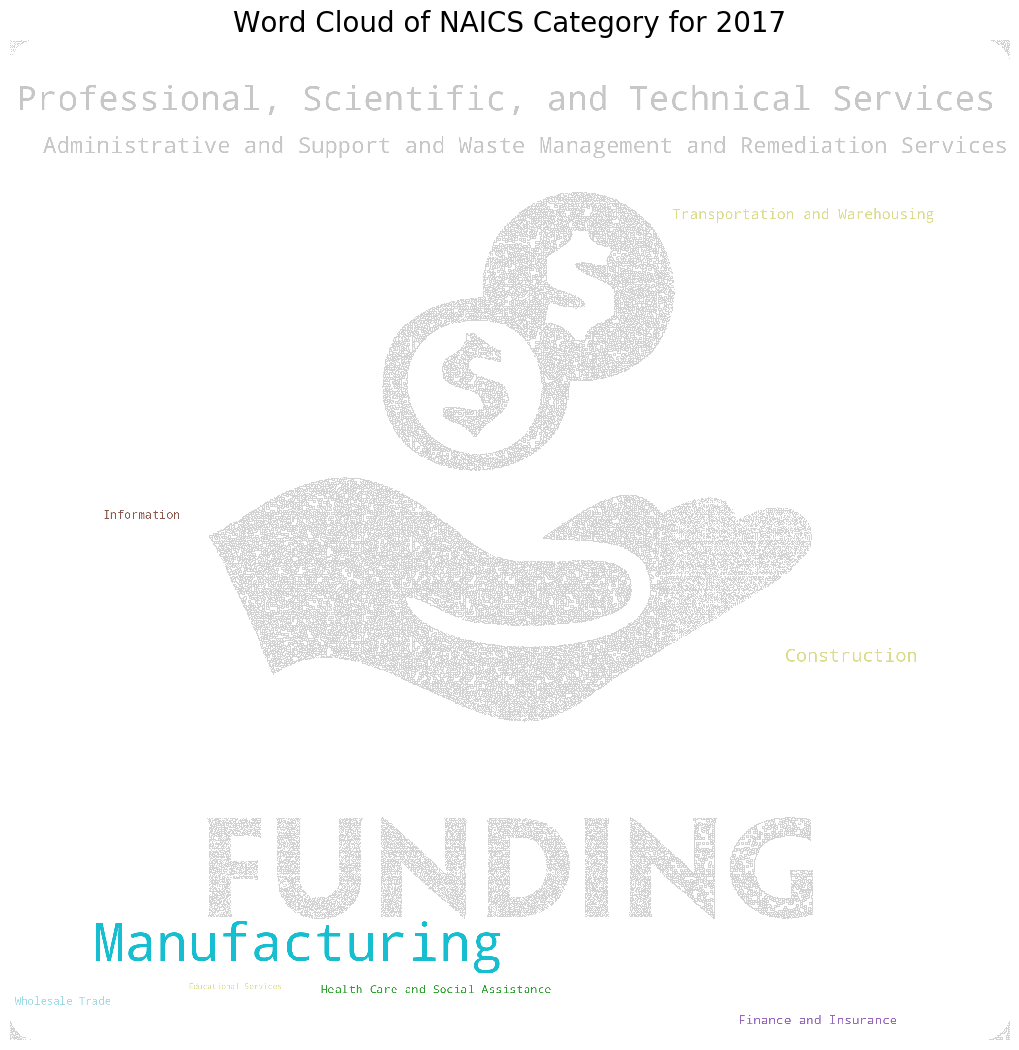 Word Cloud of NAICS Category for 2017
Professional, Scientific, and Technical Services
Administrative and Support and Waste Management and Remediation Services
Transportation and Warehousing
$
$
Information
Construction
FUNDING
Manufacturing
Educational Services
Health Care and Social Assistance
Wholesale Trade
Finance and Insurance